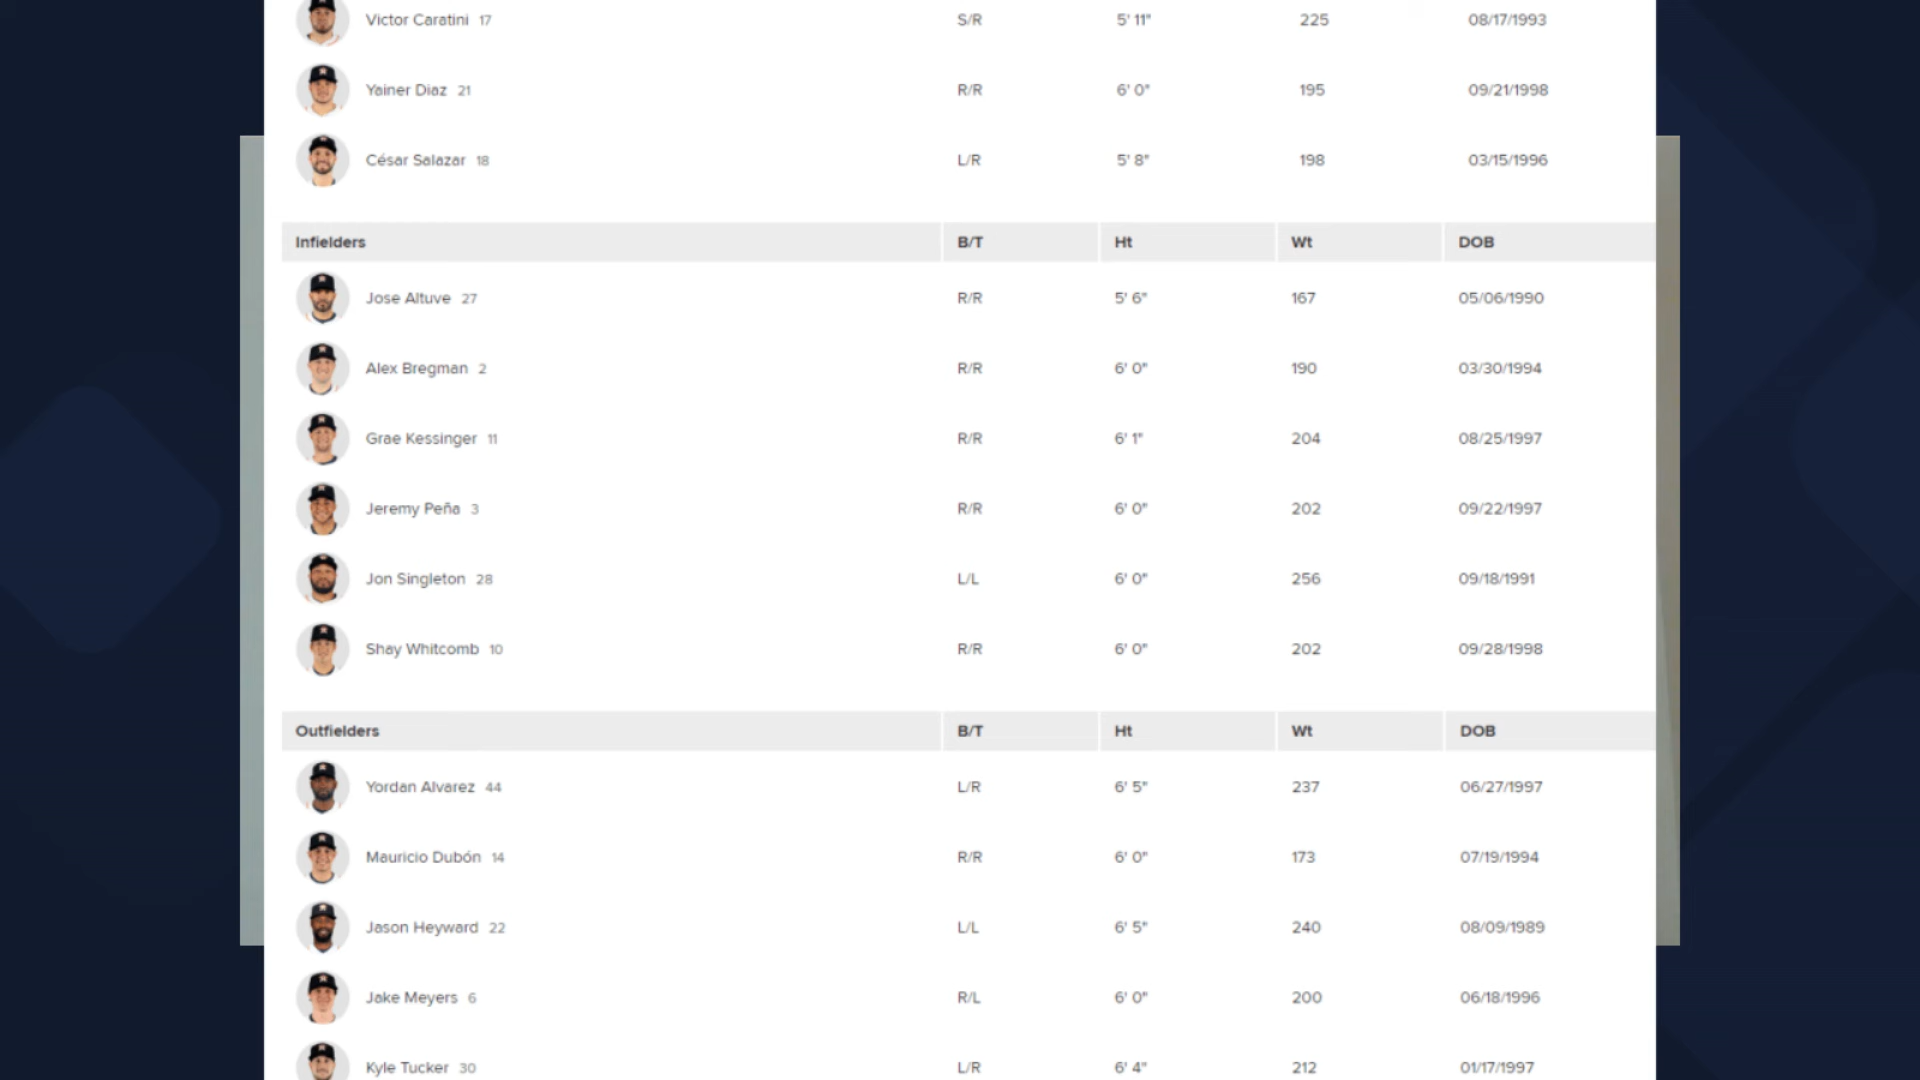 Victor Caratini 17 S/R 5' 11" 225 08/17/1993
Yainer Diaz 21 R/R 6' 0" 195 09/21/1998
César Salazar 18 L/R 5' 8" 198 03/15/1996
Infielders B/T Ht Wt DOB
Jose Altuve 27 R/R 5' 6" 167 05/06/1990
Alex Bregman 2 R/R 6' 0" 190 03/30/1994
Grae Kessinger 11 R/R 6' 1" 204 08/25/1997
Jeremy Peña 3 R/R 6' 0" 202 09/22/1997
Jon Singleton 28 L/L 6' 0" 256 09/18/1991
Shay Whitcomb 10 R/R 6' 0" 202 09/28/1998
Outfielders B/T Ht Wt DOB
Yordan Alvarez 44 L/R 6' 5" 237 06/27/1997
Mauricio Dubón 14 R/R 6' 0" 173 07/19/1994
Jason Heyward 22 L/L 6' 5" 240 08/09/1989
Jake Meyers 6 R/L 6' 0" 200 06/18/1996
Kyle Tucker 30 L/R 6' 4" 212 01/17/1997